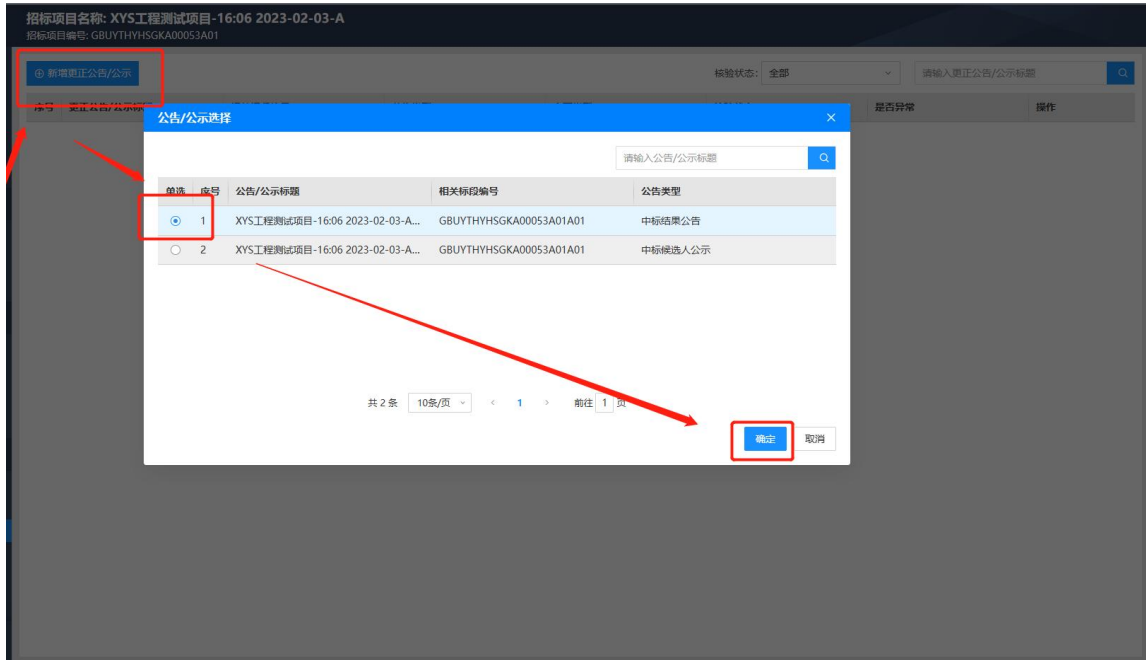 招标项目名称: XYS工程测试项目-16:06 2023-02-03-A
招标项目编号: GBUYTHYHSGKA00053A01
新增更正公告/公示
核验状态: 全部
请输入更正公告/公示标题
序号 更正公告/公示标题 是否异常 操作
公告/公示选择
请输入公告/公示标题
单选 序号 公告/公示标题 相关标段编号 公告类型
1 XYS工程测试项目-16:06 2023-02-03-A... GBUYTHYHSGKA00053A01A01 中标结果公告
2 XYS工程测试项目-16:06 2023-02-03-A... GBUYTHYHSGKA00053A01A01 中标候选人公示
共 2 条 10条/页 < 1 > 前往 1 页
确定 取消